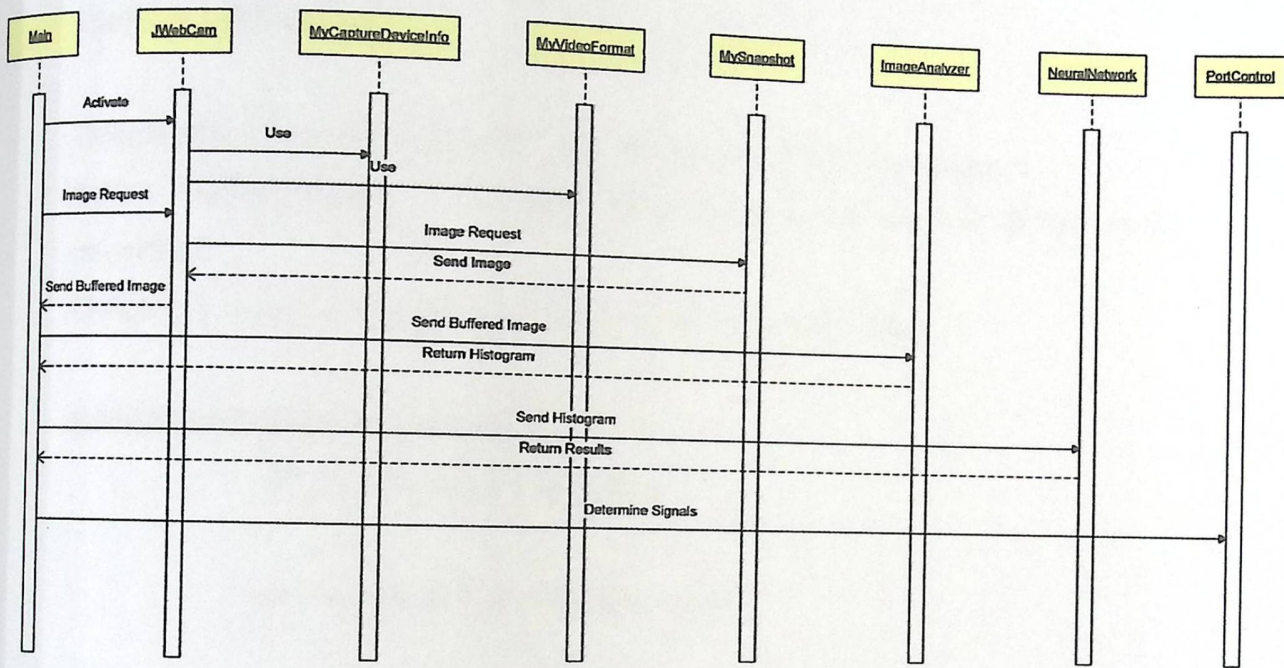 Main
JWebCam
MyCaptureDeviceInfo
MyVideoFormat
MySnapshot
ImageAnalyzer
NeuralNetwork
PortControl
Activate
Use
Use
Image Request
Image Request
Send Image
Send Buffered Image
Send Buffered Image
Return Histogram
Send Histogram
Return Results
Determine Signals